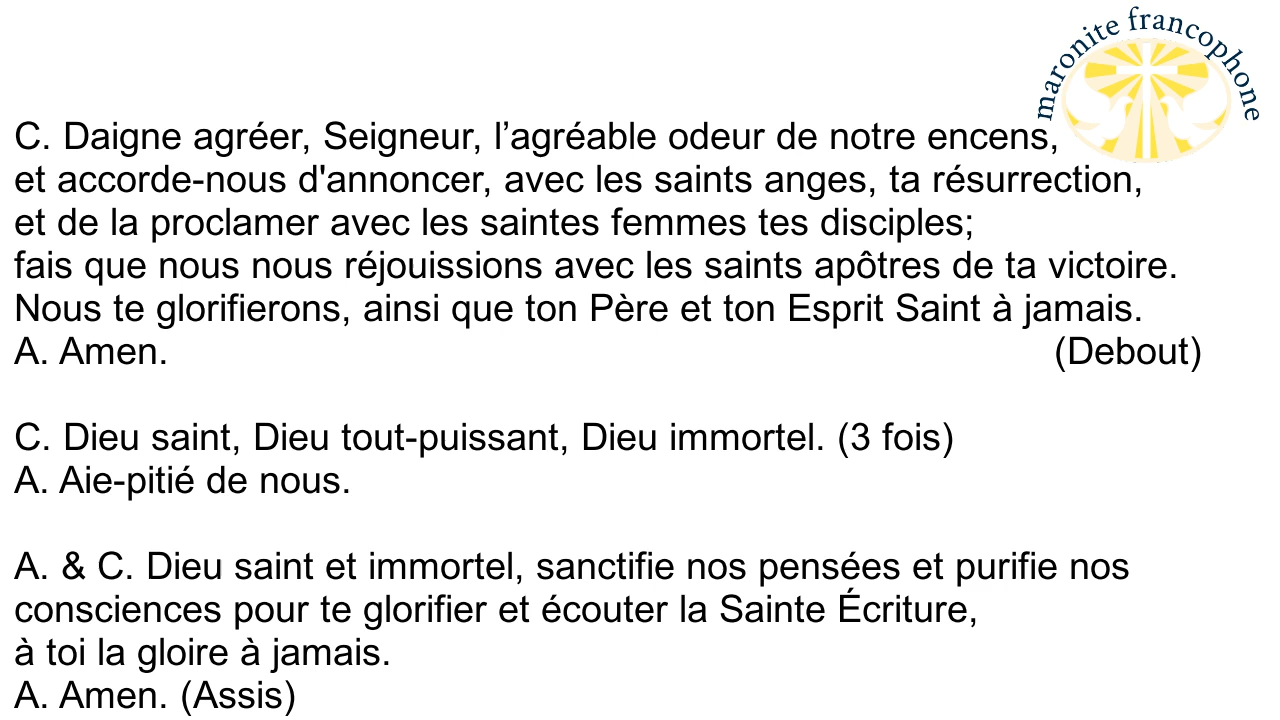 maronite francophone
C. Daigne agréer, Seigneur, l’agréable odeur de notre encens,
et accorde-nous d'annoncer, avec les saints anges, ta résurrection,
et de la proclamer avec les saintes femmes tes disciples;
fais que nous nous réjouissions avec les saints apôtres de ta victoire.
Nous te glorifierons, ainsi que ton Père et ton Esprit Saint à jamais.
A. Amen. (Debout)
C. Dieu saint, Dieu tout-puissant, Dieu immortel. (3 fois)
A. Aie-pitié de nous.
A. & C. Dieu saint et immortel, sanctifie nos pensées et purifie nos
consciences pour te glorifier et écouter la Sainte Écriture,
à toi la gloire à jamais.
A. Amen. (Assis)